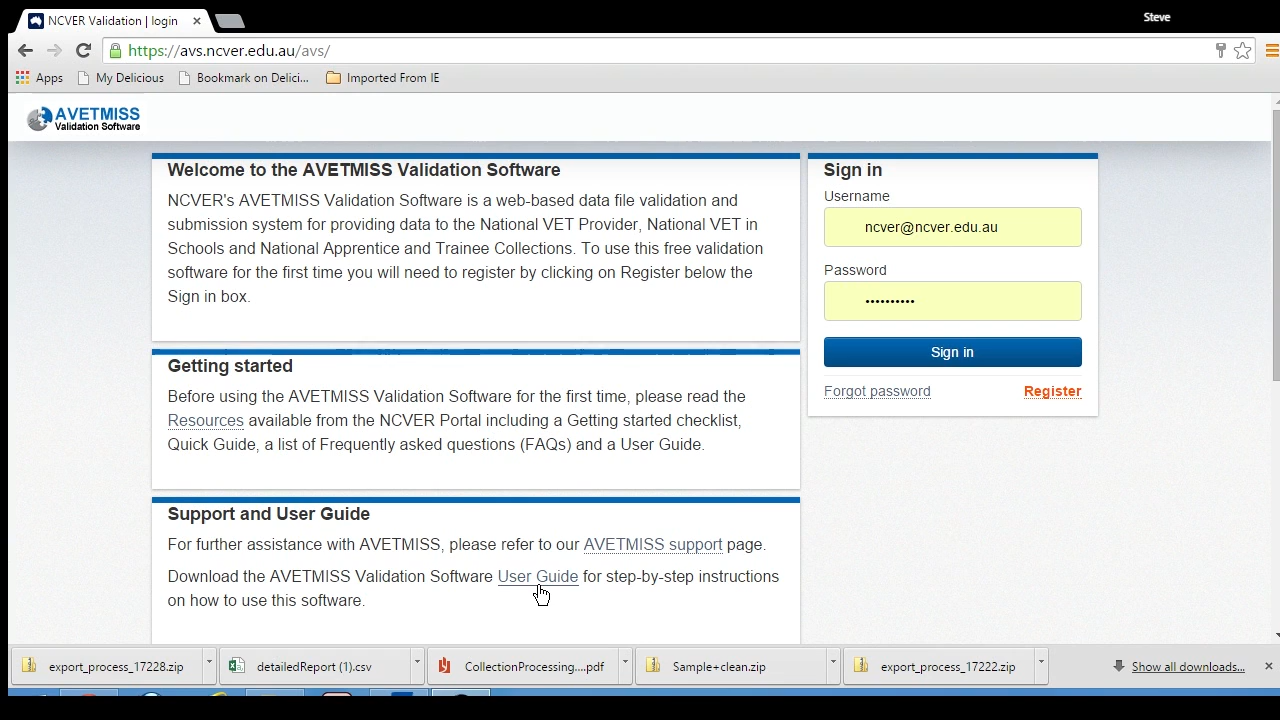 NCVER Validation | login
Steve
https://avs.ncver.edu.au/avs/
Apps
My Delicious
Bookmark on Delici...
Imported From IE
AVETMISS
Validation Software
Welcome to the AVETMISS Validation Software
NCVER's AVETMISS Validation Software is a web-based data file validation and
submission system for providing data to the National VET Provider, National VET in
Schools and National Apprentice and Trainee Collections. To use this free validation
software for the first time you will need to register by clicking on Register below the
Sign in box.
Sign in
Username
ncver@ncver.edu.au
Password
••••••••••
Sign in
Forgot password
Register
Getting started
Before using the AVETMISS Validation Software for the first time, please read the
Resources available from the NCVER Portal including a Getting started checklist,
Quick Guide, a list of Frequently asked questions (FAQs) and a User Guide.
Support and User Guide
For further assistance with AVETMISS, please refer to our AVETMISS support page.
Download the AVETMISS Validation Software User Guide for step-by-step instructions
on how to use this software.
export_process_17228.zip
detailedReport (1).csv
CollectionProcessing....pdf
Sample+clean.zip
export_process_17222.zip
Show all downloads...